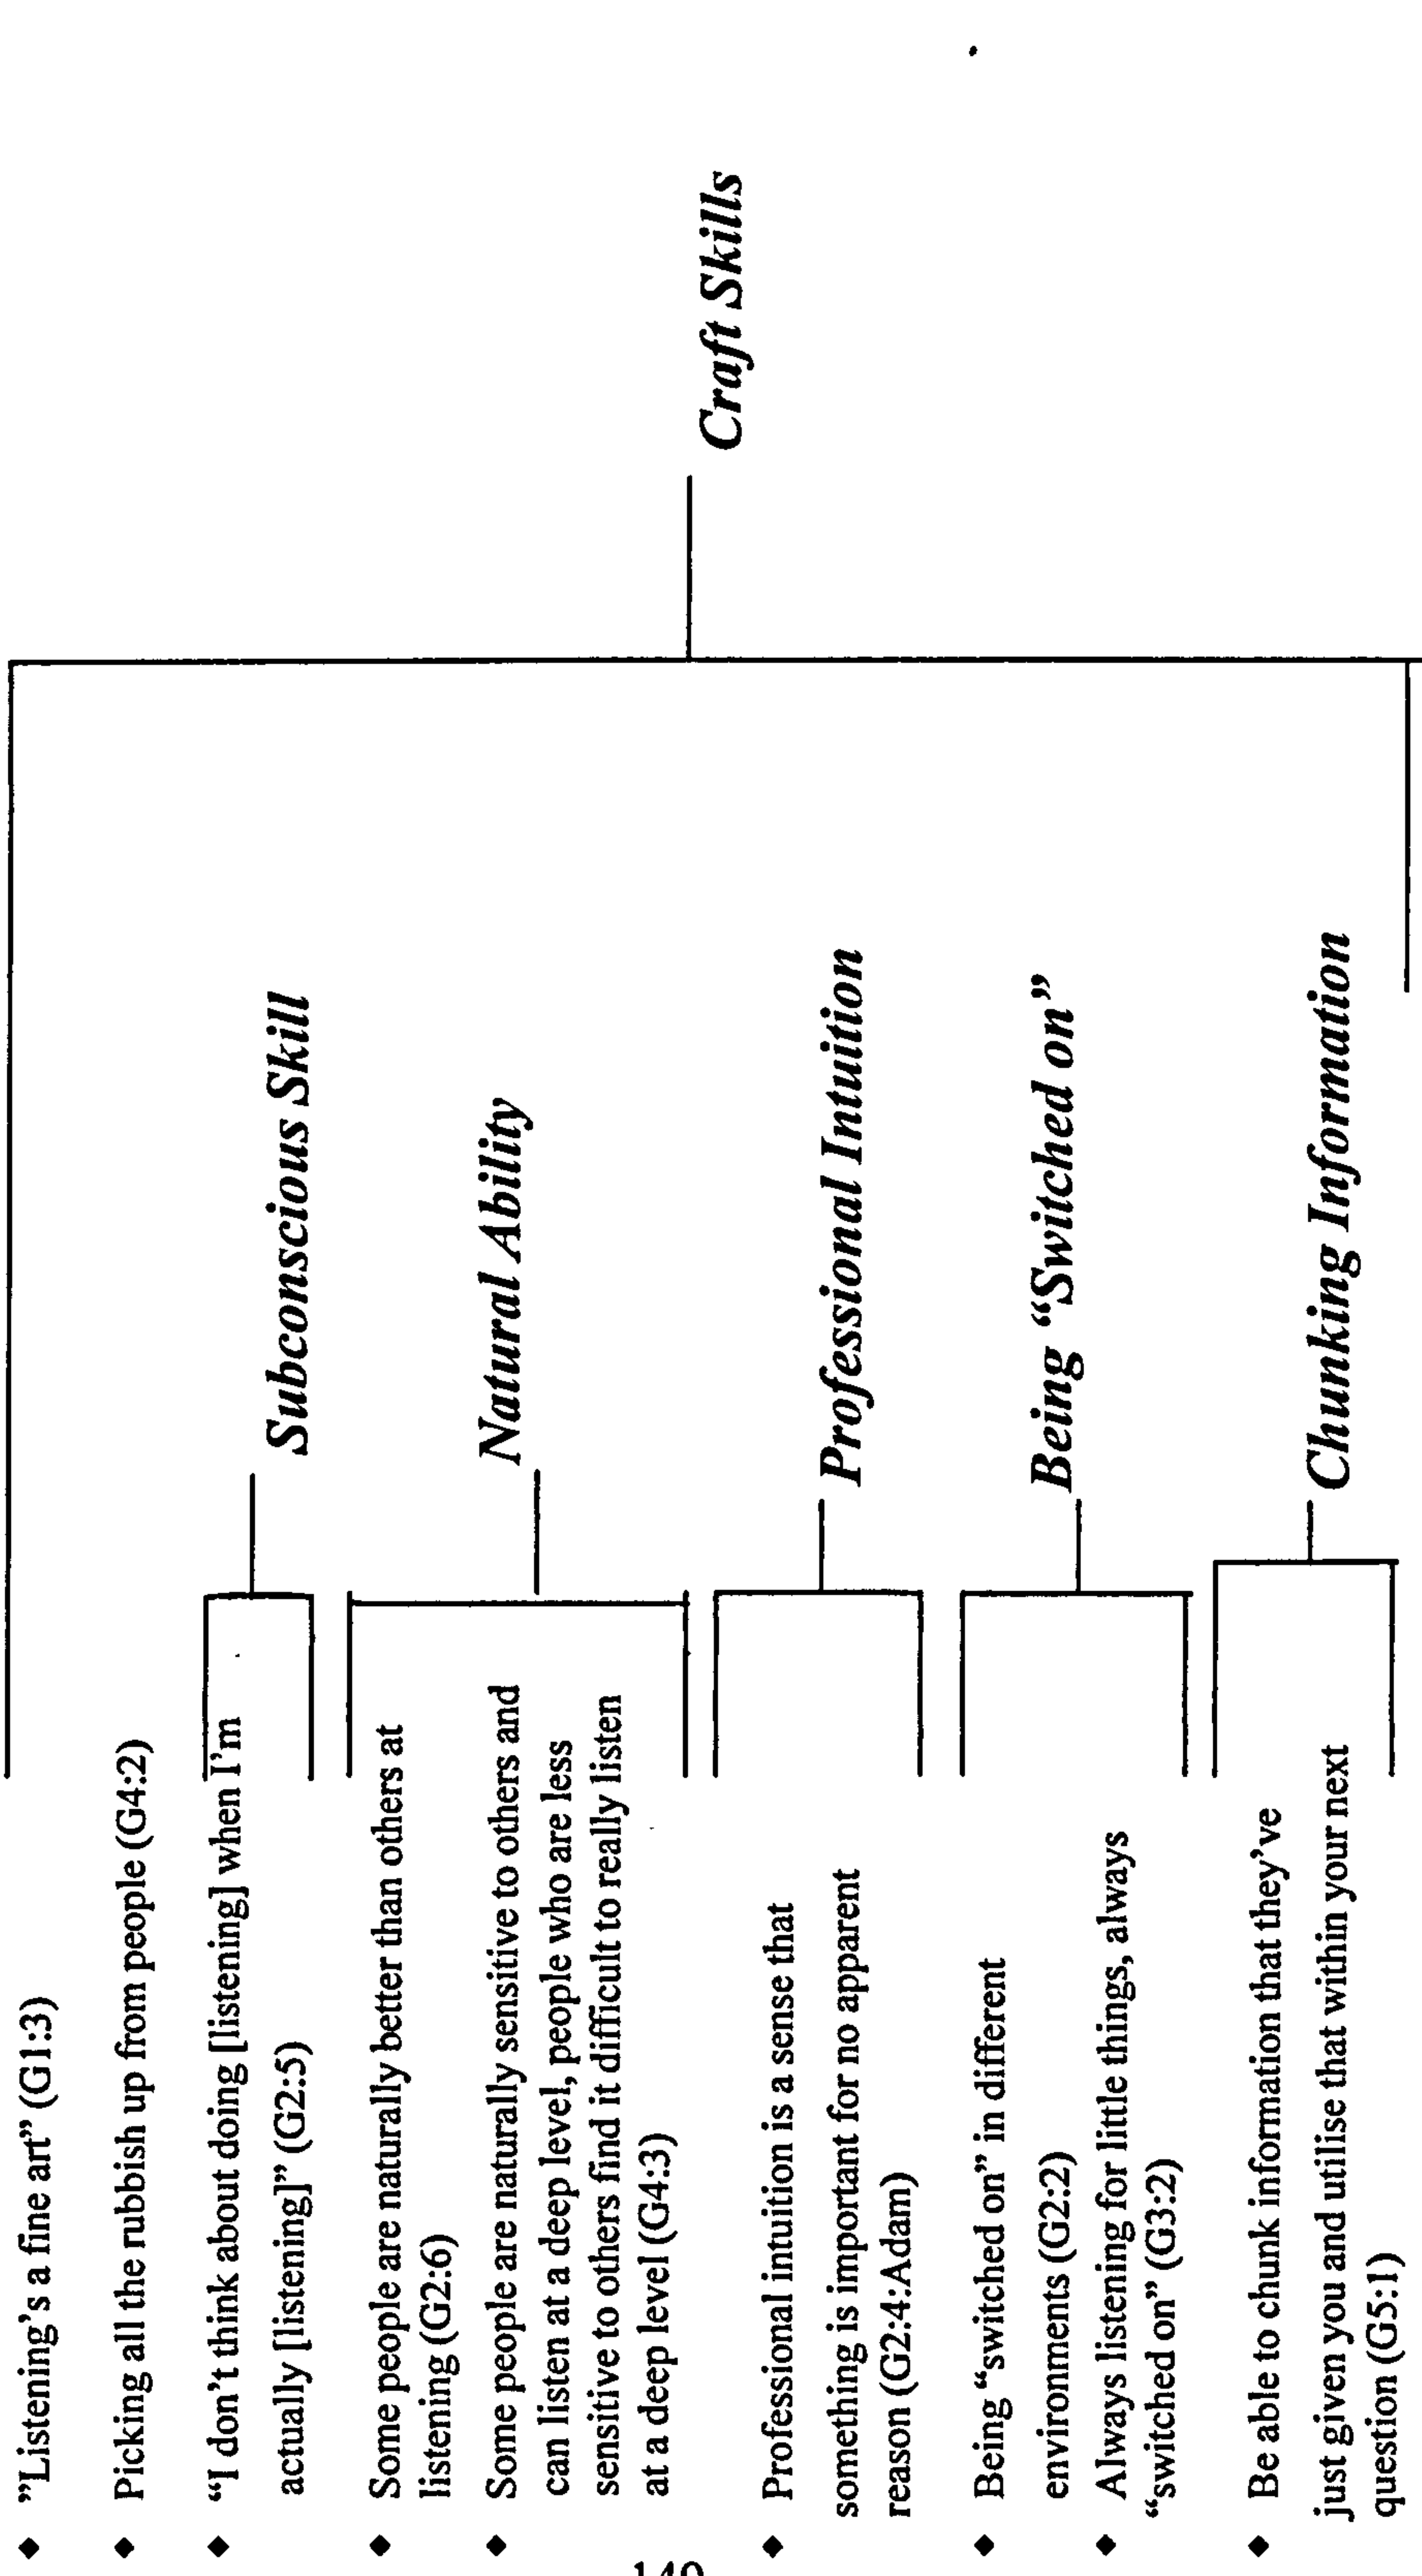 ♦ ”Listening's a fine art” (G1:3)
♦ Picking all the rubbish up from people (G4:2)
♦ “I don't think about doing [listening] when I'm
actually [listening]” (G2:5)
Subconscious Skill
♦ Some people are naturally better than others at
listening (G2:6)
♦ Some people are naturally sensitive to others and
can listen at a deep level, people who are less
sensitive to others find it difficult to really listen
at a deep level (G4:3)
Natural Ability
♦ Professional intuition is a sense that
something is important for no apparent
reason (G2:4:Adam)
Professional Intuition
♦ Being “switched on” in different
environments (G2:2)
♦ Always listening for little things, always
“switched on” (G3:2)
Being “Switched on”
♦ Be able to chunk information that they've
just given you and utilise that within your next
question (G5:1)
Chunking Information
Craft Skills